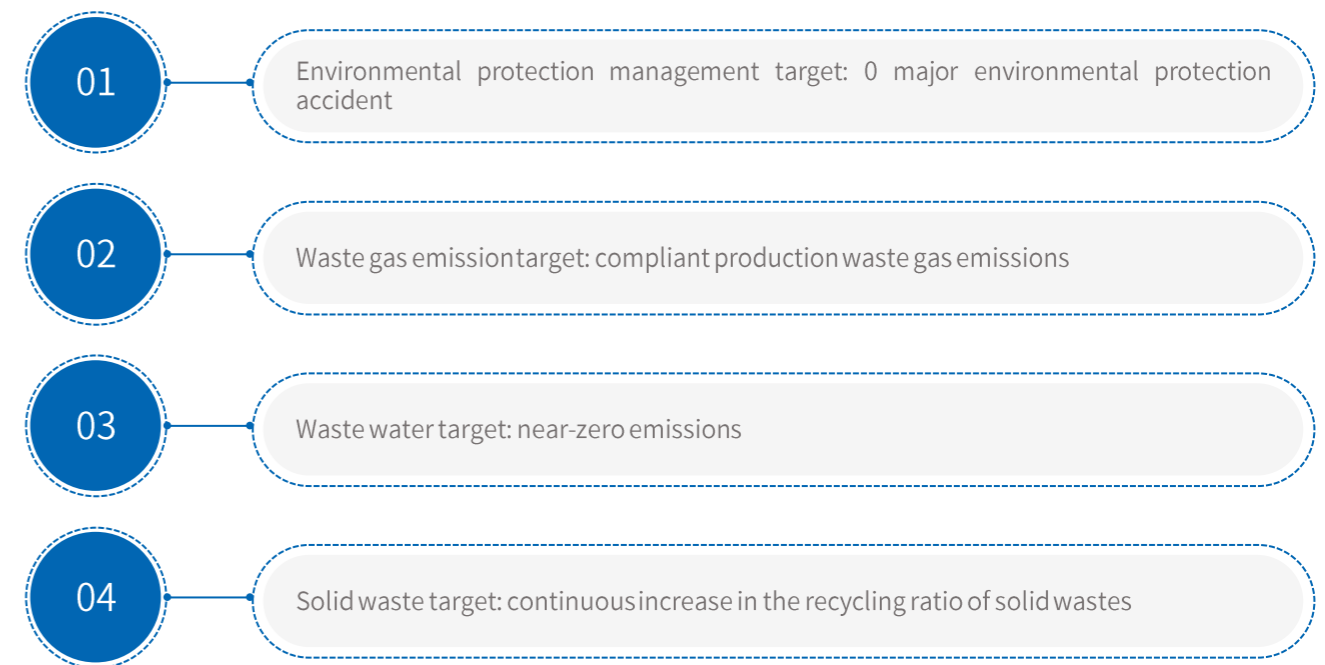 01
Environmental protection management target: 0 major environmental protection
accident
02
Waste gas emission target: compliant production waste gas emissions
03
Waste water target: near-zero emissions
04
Solid waste target: continuous increase in the recycling ratio of solid wastes